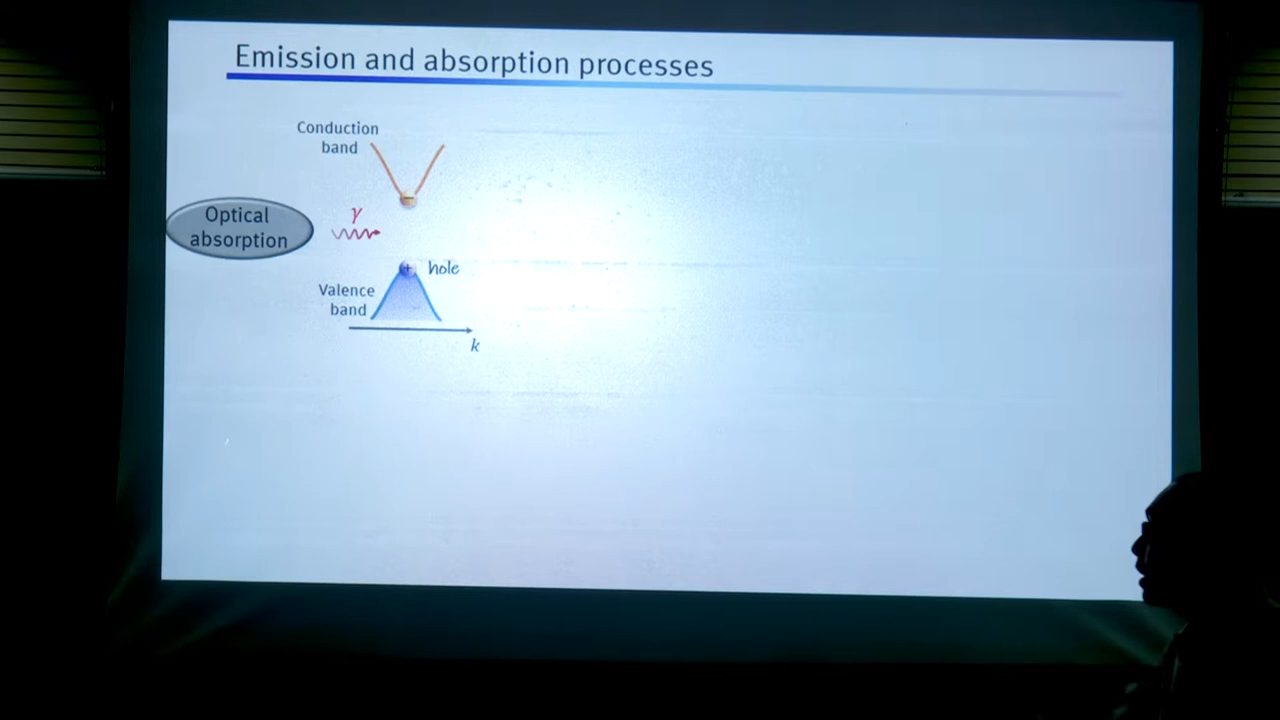 Emission and absorption processes
Conduction
band
−
Optical
absorption
γ
+
hole
Valence
band
k